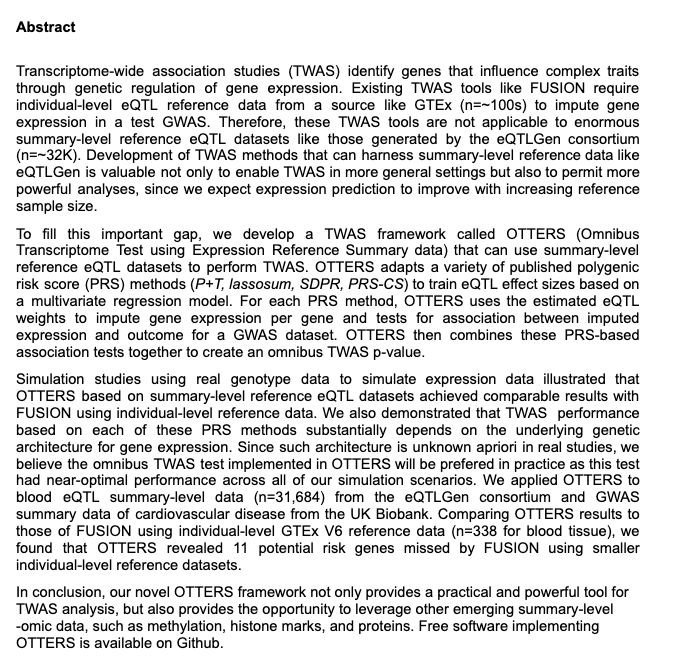 Abstract
Transcriptome-wide association studies (TWAS) identify genes that influence complex traits
through genetic regulation of gene expression. Existing TWAS tools like FUSION require
individual-level eQTL reference data from a source like GTEx (n=~100s) to impute gene
expression in a test GWAS. Therefore, these TWAS tools are not applicable to enormous
summary-level reference eQTL datasets like those generated by the eQTLGen consortium
(n=~32K). Development of TWAS methods that can harness summary-level reference data like
eQTLGen is valuable not only to enable TWAS in more general settings but also to permit more
powerful analyses, since we expect expression prediction to improve with increasing reference
sample size.
To fill this important gap, we develop a TWAS framework called OTTERS (Omnibus
Transcriptome Test using Expression Reference Summary data) that can use summary-level
reference eQTL datasets to perform TWAS. OTTERS adapts a variety of published polygenic
risk score (PRS) methods (P+T, lassosum, SDPR, PRS-CS) to train eQTL effect sizes based on
a multivariate regression model. For each PRS method, OTTERS uses the estimated eQTL
weights to impute gene expression per gene and tests for association between imputed
expression and outcome for a GWAS dataset. OTTERS then combines these PRS-based
association tests together to create an omnibus TWAS p-value.
Simulation studies using real genotype data to simulate expression data illustrated that
OTTERS based on summary-level reference eQTL datasets achieved comparable results with
FUSION using individual-level reference data. We also demonstrated that TWAS performance
based on each of these PRS methods substantially depends on the underlying genetic
architecture for gene expression. Since such architecture is unknown apriori in real studies, we
believe the omnibus TWAS test implemented in OTTERS will be prefered in practice as this test
had near-optimal performance across all of our simulation scenarios. We applied OTTERS to
blood eQTL summary-level data (n=31,684) from the eQTLGen consortium and GWAS
summary data of cardiovascular disease from the UK Biobank. Comparing OTTERS results to
those of FUSION using individual-level GTEx V6 reference data (n=338 for blood tissue), we
found that OTTERS revealed 11 potential risk genes missed by FUSION using smaller
individual-level reference datasets.
In conclusion, our novel OTTERS framework not only provides a practical and powerful tool for
TWAS analysis, but also provides the opportunity to leverage other emerging summary-level
-omic data, such as methylation, histone marks, and proteins. Free software implementing
OTTERS is available on Github.